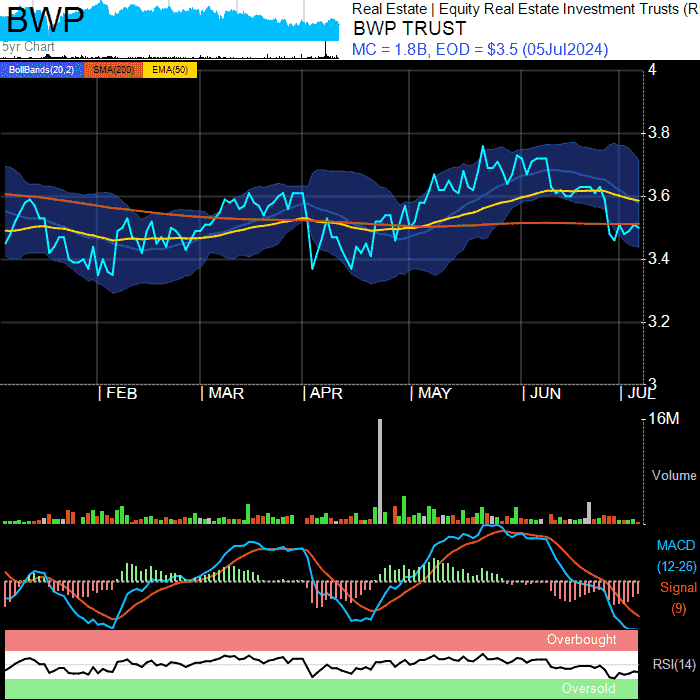 BWP
Real Estate | Equity Real Estate Investment Trusts (R
BWP TRUST
5yr Chart
MC = 1.8B, EOD = $3.5 (05Jul2024)
BollBands(20,2) SMA(200) EMA(50)
4
3.8
3.6
3.4
3.2
3
| FEB | MAR | APR | MAY | JUN | JUL
16M
Volume
MACD
(12-26)
Signal
(9)
Overbought
RSI(14)
Oversold